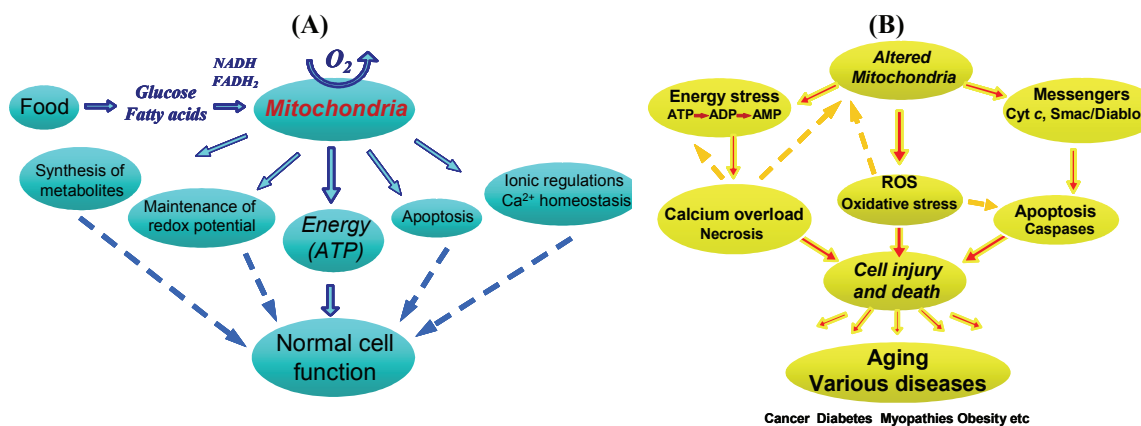 (A)
NADH
FADH₂
O₂
Food
Glucose
Fatty acids
Mitochondria
Synthesis of
metabolites
Maintenance of
redox potential
Energy
(ATP)
Apoptosis
Ionic regulations
Ca²⁺ homeostasis
Normal cell
function
(B)
Altered
Mitochondria
Energy stress
ATP ADP AMP
Messengers
Cyt c, Smac/Diablo
ROS
Oxidative stress
Calcium overload
Necrosis
Apoptosis
Caspases
Cell injury
and death
Aging
Various diseases
Cancer Diabetes Myopathies Obesity etc